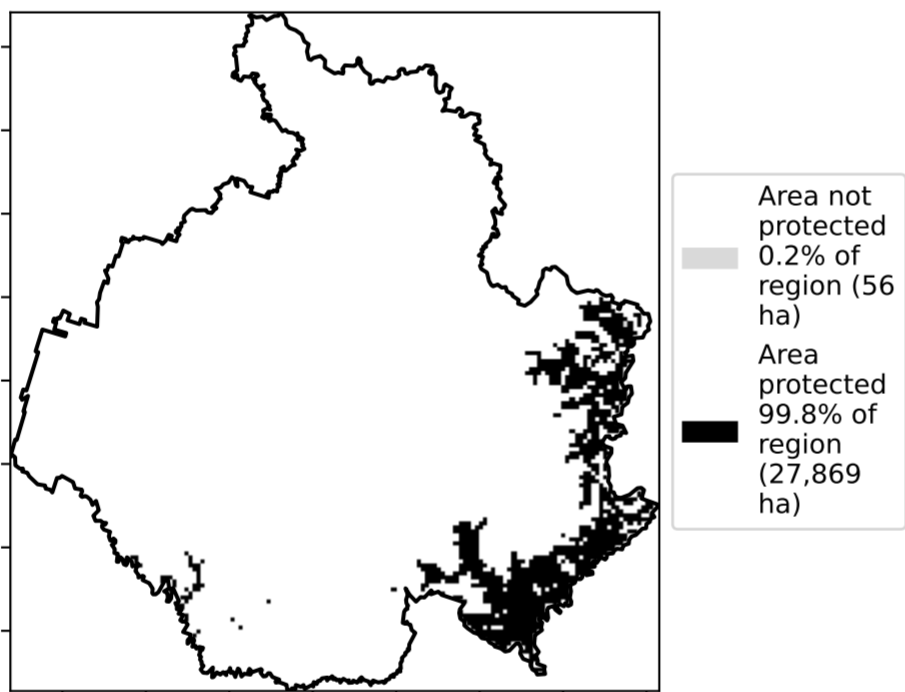 Area not
protected
0.2% of
region (56
ha)
Area
protected
99.8% of
region
(27,869
ha)